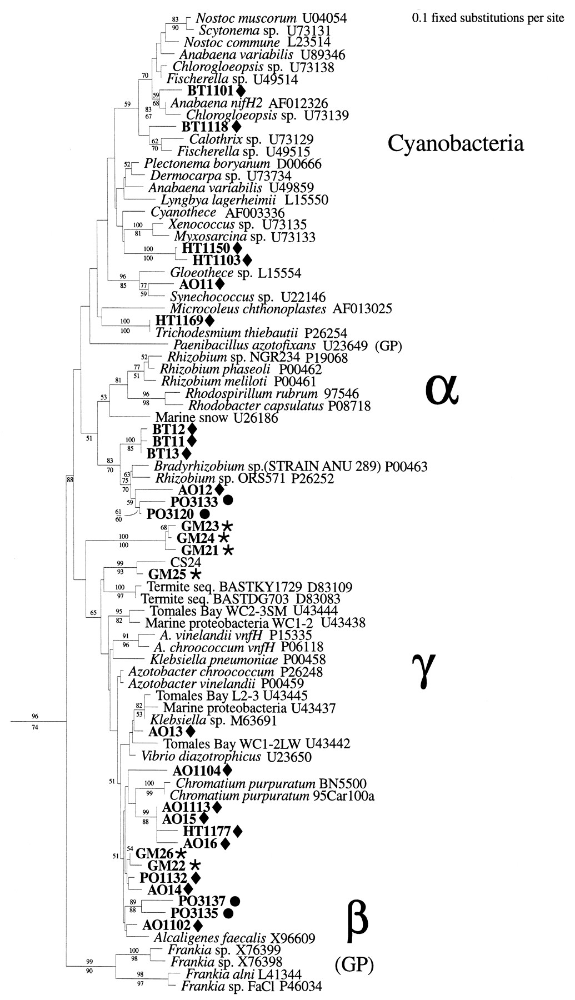 0.1 fixed substitutions per site
83 Nostoc muscorum U04054
90 Scytonema sp. U73131
Nostoc commune L23514
Anabaena variabilis U89346
Chlorogloeopsis sp. U73138
70 Fischerella sp. U49514
BT1101♦
59
59 68 Anabaena nifH2 AF012326
83
67 Chlorogloeopsis sp. U73139
BT1118♦
62 Calothrix sp. U73129
70 Fischerella sp. U49515
Cyanobacteria
52 Plectonema boryanum D00666
Dermocarpa sp. U73734
Anabaena variabilis U49859
Lyngbya lagerheimii L15550
Cyanothece AF003336
100 Xenococcus sp. U73135
81 Myxosarcina sp. U73133
100 HT1150♦
100 HT1103♦
96 Gloeothece sp. L15554
85 77 AO11♦
59 Synechococcus sp. U22146
Microcoleus chthonoplastes AF013025
100 HT1169♦
100 Trichodesmium thiebautii P26254
Paenibacillus azotofixans U23649 (GP)
52 Rhizobium sp. NGR234 P19068
77 Rhizobium phaseoli P00462
81 51 Rhizobium meliloti P00461
α
96 Rhodospirillum rubrum 97546
53 98 Rhodobacter capsulatus P08718
Marine snow U26186
BT12♦
51 100 BT11♦
85 BT13♦
83 Bradyrhizobium sp.(STRAIN ANU 289) P00463
70 63 Rhizobium sp. ORS571 P26252
88 75
70 AO12♦
59 PO3133●
61
60 PO3120●
68 GM23*
100 GM24*
100 GM21*
99 CS24
93 GM25*
100 Termite seq. BASTKY1729 D83109
97 Termite seq. BASTDG703 D83083
65 95 Tomales Bay WC2-3SM U43444
82 Marine proteobacteria WC1-2 U43438
91 A. vinelandii vnfH P15335
96 A. chroococcum vnfH P06118
Klebsiella pneumoniae P00458
γ
Azotobacter chroococcum P26248
Azotobacter vinelandii P00459
Tomales Bay L2-3 U43445
82 Marine proteobacteria U43437
96 53 Klebsiella sp. M63691
74 AO13♦
Tomales Bay WC1-2LW U43442
Vibrio diazotrophicus U23650
AO1104♦
51 100 Chromatium purpuratum BN5500
99 Chromatium purpuratum 95Car100a
AO1113♦
99 AO15♦
88 HT1177♦
AO16♦
54 GM26*
51 GM22*
PO1132♦
AO14♦
89 PO3137●
88 PO3135●
β
AO1102♦
Alcaligenes faecalis X96609
100 Frankia sp. X76399
98 Frankia sp. X76398
99 (GP)
90 98 Frankia alni L41344
97 Frankia sp. FaCl P46034